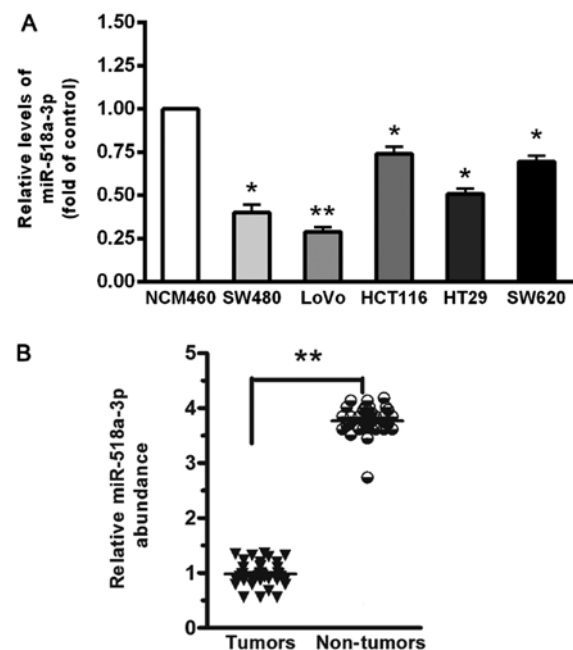 A
Relative levels of
miR-518a-3p
(fold of control)
1.50
1.25
1.00
0.75
0.50
0.25
0.00
*
**
*
*
*
NCM460 SW480 LoVo HCT116 HT29 SW620
B
Relative miR-518a-3p
abundance
5
4
3
2
1
0
**
Tumors Non-tumors